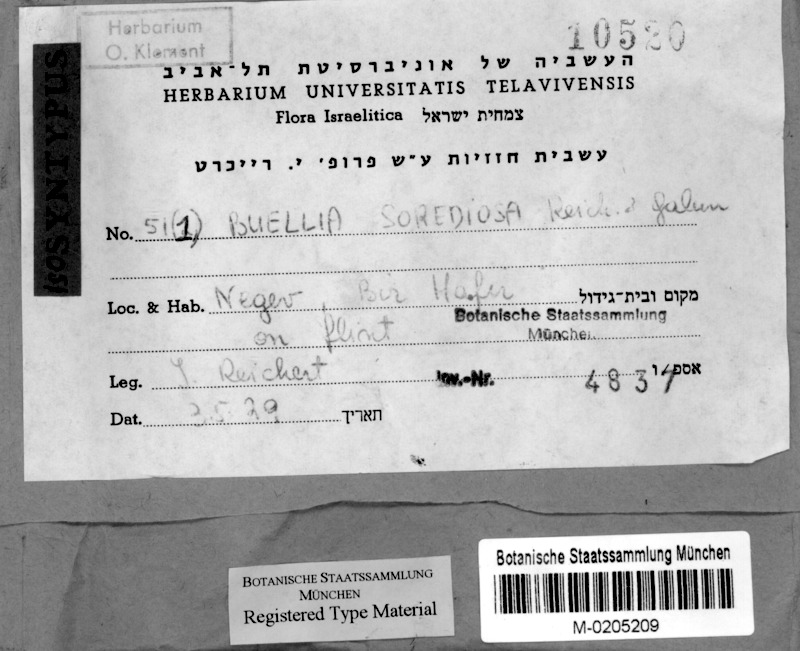 Herbarium
O. Klement
10520
ISOSYNTYPUS
העשביה של אוניברסיטת תל-אביב
HERBARIUM UNIVERSITATIS TELAVIVENSIS
Flora Israelitica צמחית ישראל
עשבית חזזיות ע״ש פרופ' י. רייכרט
No. 51(1) BUELLIA SOREDIOSA Reich. & Galun
Loc. & Hab. Negev, Bir Hafir מקום ובית-גידול
on flint
Botanische Staatssammlung
München
Leg. I. Reichert אספ/ו
Inv.-Nr. 4837
Dat. 3.5.29 תאריך
BOTANISCHE STAATSSAMMLUNG
MÜNCHEN
Registered Type Material
Botanische Staatssammlung München
M-0205209